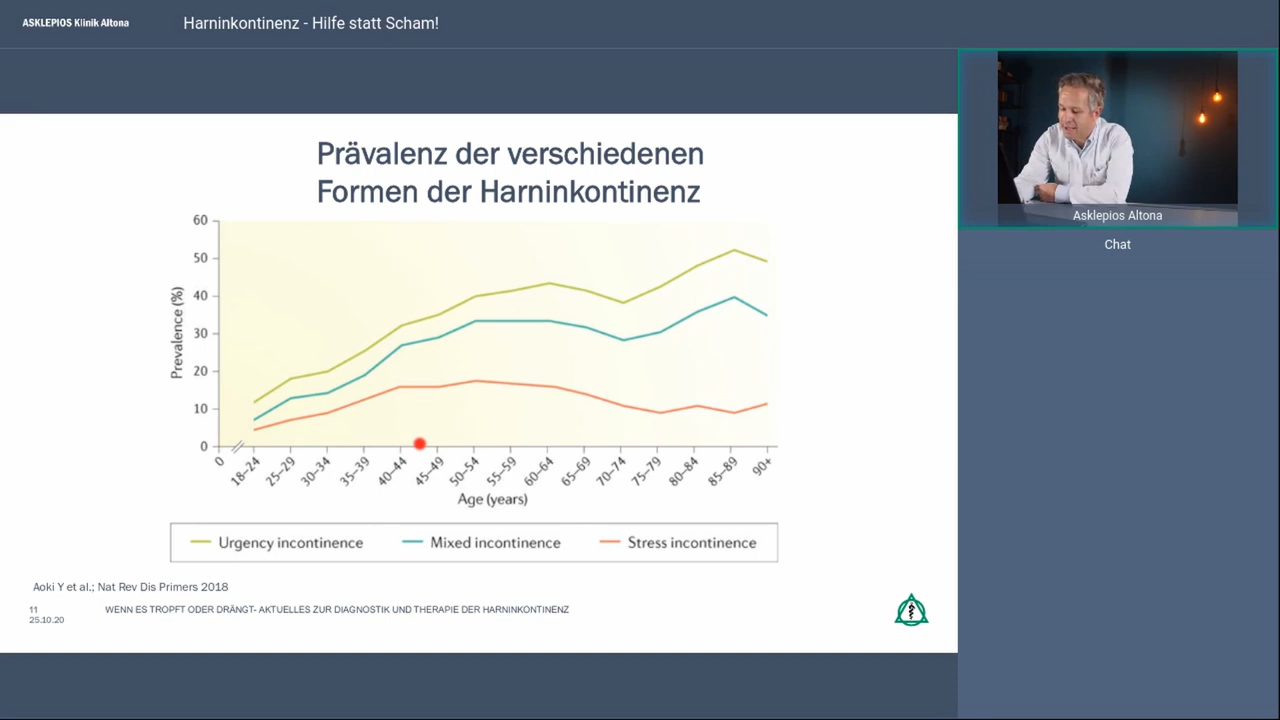 ASKLEPIOS Klinik Altona
Harninkontinenz - Hilfe statt Scham!
Asklepios Altona
Chat
Prävalenz der verschiedenen
Formen der Harninkontinenz
Prevalence (%)
60
50
40
30
20
10
0
0
18–24
25–29
30–34
35–39
40–44
45–49
50–54
55–59
60–64
65–69
70–74
75–79
80–84
85–89
90+
Age (years)
Urgency incontinence
Mixed incontinence
Stress incontinence
Aoki Y et al.; Nat Rev Dis Primers 2018
11
WENN ES TROPFT ODER DRÄNGT- AKTUELLES ZUR DIAGNOSTIK UND THERAPIE DER HARNINKONTINENZ
25.10.20